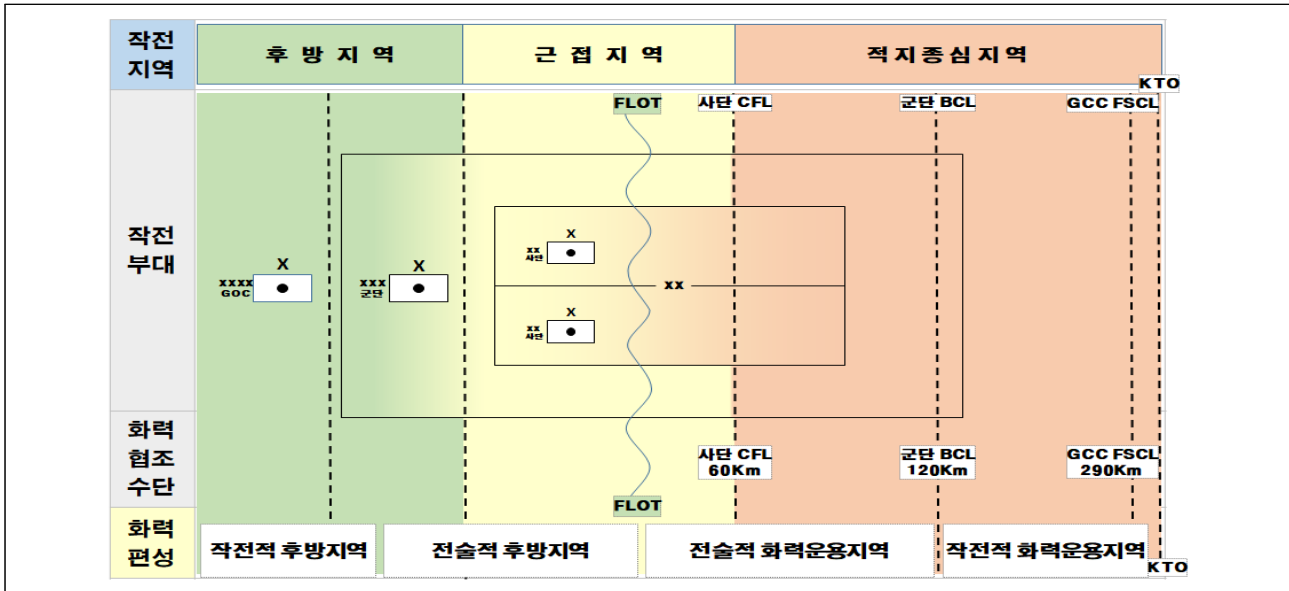 작전
지역
후 방 지 역
근 접 지 역
적 지 종 심 지 역
KTO
FLOT
사단 CFL
군단 BCL
GCC FSCL
작전
부대
X
xxxx
GOC
X
xxx
군단
X
xx
사단
xx
X
xx
사단
화력
협조
수단
사단 CFL
60Km
군단 BCL
120Km
GCC FSCL
290Km
FLOT
화력
편성
작전적 후방지역
전술적 후방지역
전술적 화력운용지역
작전적 화력운용지역
KTO